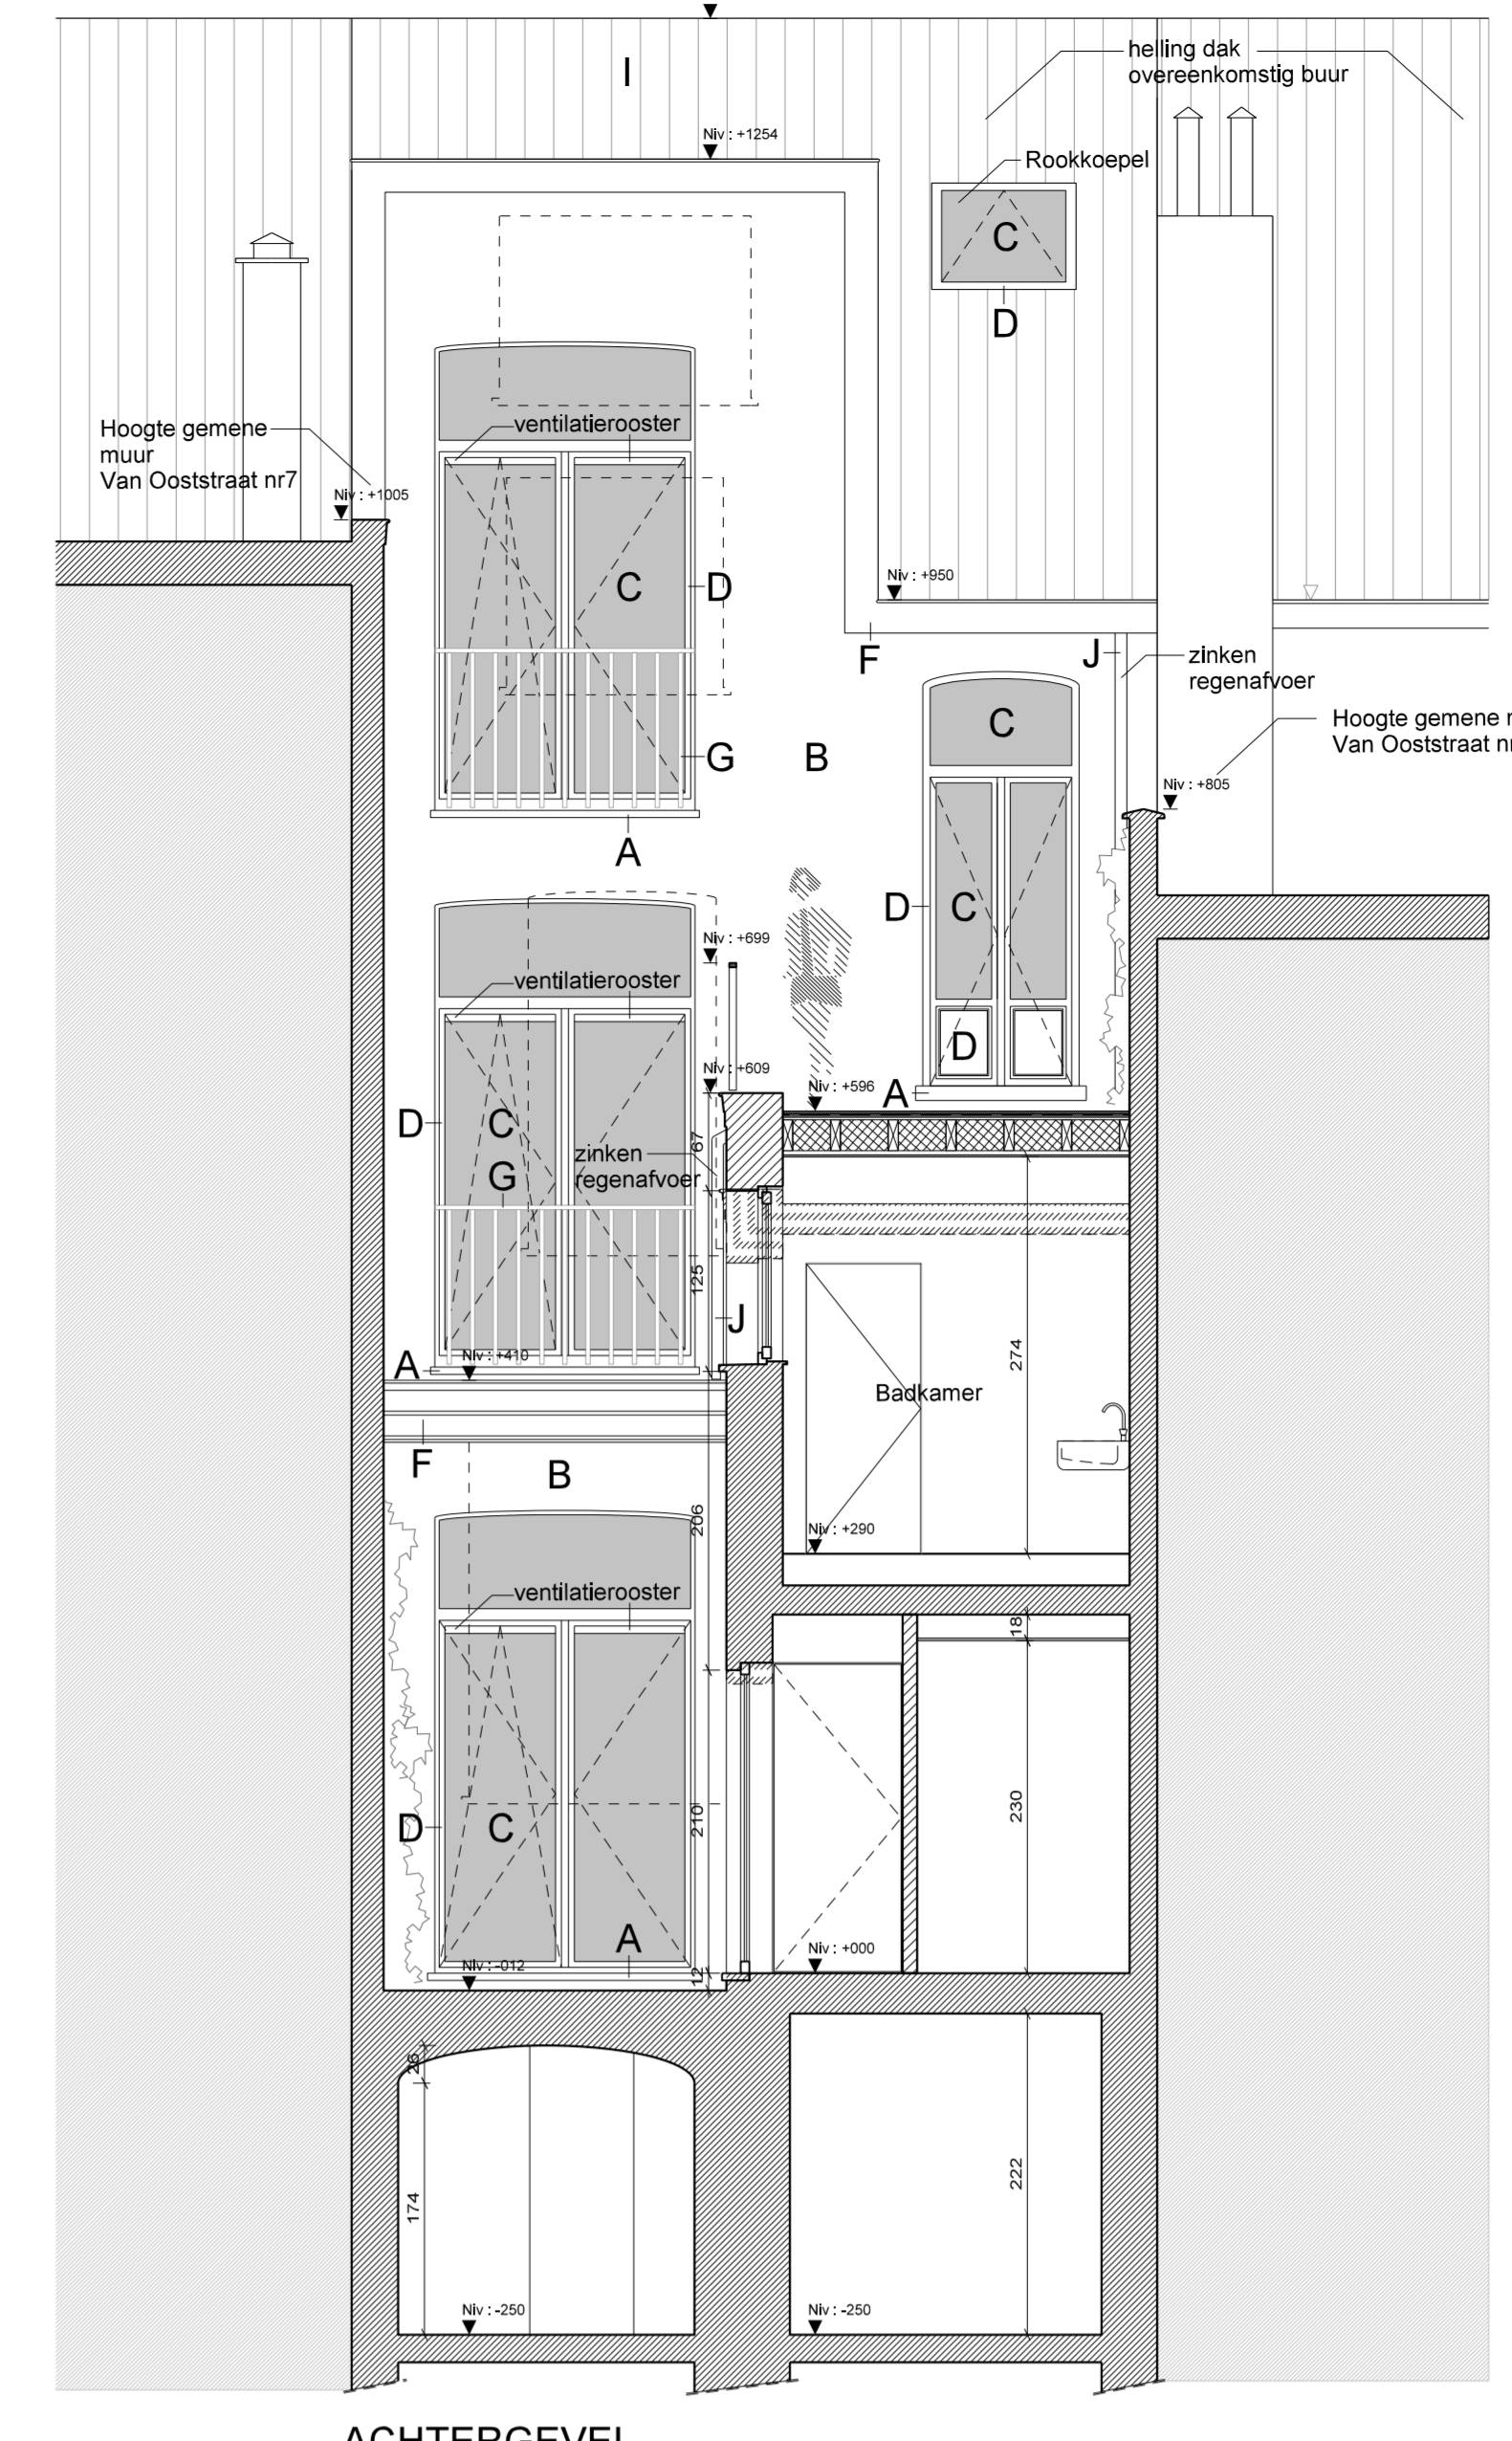 helling dak
overeenkomstig buur
I
Niv : +1254
Rookkoepel
C
D
Hoogte gemene
muur
Van Ooststraat nr7
ventilatierooster
Niv : +1005
C
D
Niv : +950
F
J
zinken
regenafvoer
C
Hoogte gemene
Van Ooststraat
G
B
Niv : +805
A
D
C
Niv : +699
ventilatierooster
D
Niv : +609
Niv : +596
A
D
C
67
zinken
regenafvoer
G
125
J
274
A
Niv : +410
Badkamer
F
B
206
Niv : +290
ventilatierooster
18
D
C
210
230
A
Niv : +000
Niv : -012
12
26
174
222
Niv : -250
Niv : -250
ACHTERGEVEL